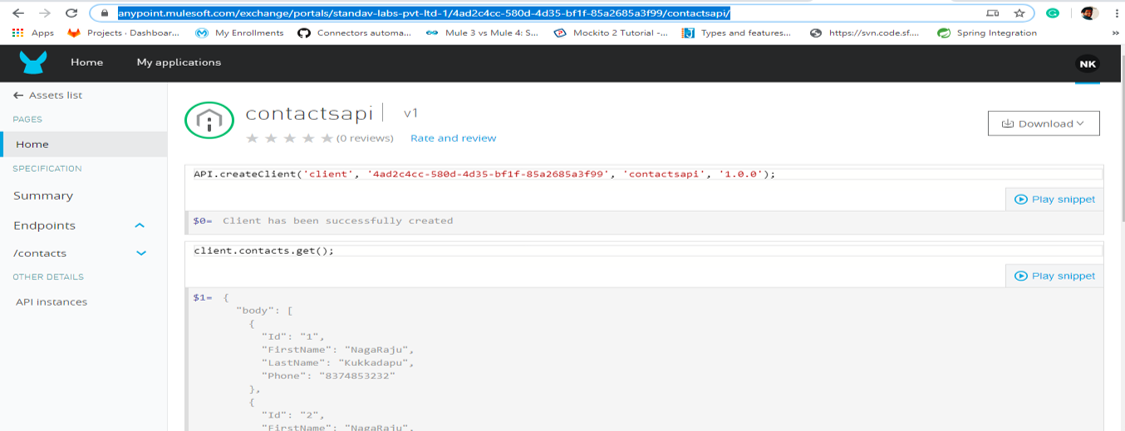 anypoint.mulesoft.com/exchange/portals/standav-labs-pvt-ltd-1/4ad2c4cc-580d-4d35-bf1f-85a2685a3f99/contactsapi/
Apps Projects · Dashboar... My Enrollments Connectors automa... Mule 3 vs Mule 4: S... Mockito 2 Tutorial -... Types and features... https://svn.code.sf.... Spring Integration »
Home My applications NK
← Assets list
PAGES
Home
SPECIFICATION
Summary
Endpoints
/contacts
OTHER DETAILS
API instances
contactsapi v1
(0 reviews) Rate and review
Download
API.createClient('client', '4ad2c4cc-580d-4d35-bf1f-85a2685a3f99', 'contactsapi', '1.0.0');
Play snippet
$0= Client has been successfully created
client.contacts.get();
Play snippet
$1= {
"body": [
{
"Id": "1",
"FirstName": "NagaRaju",
"LastName": "Kukkadapu",
"Phone": "8374853232"
},
{
"Id": "2",
"FirstName": "NagaRaju",